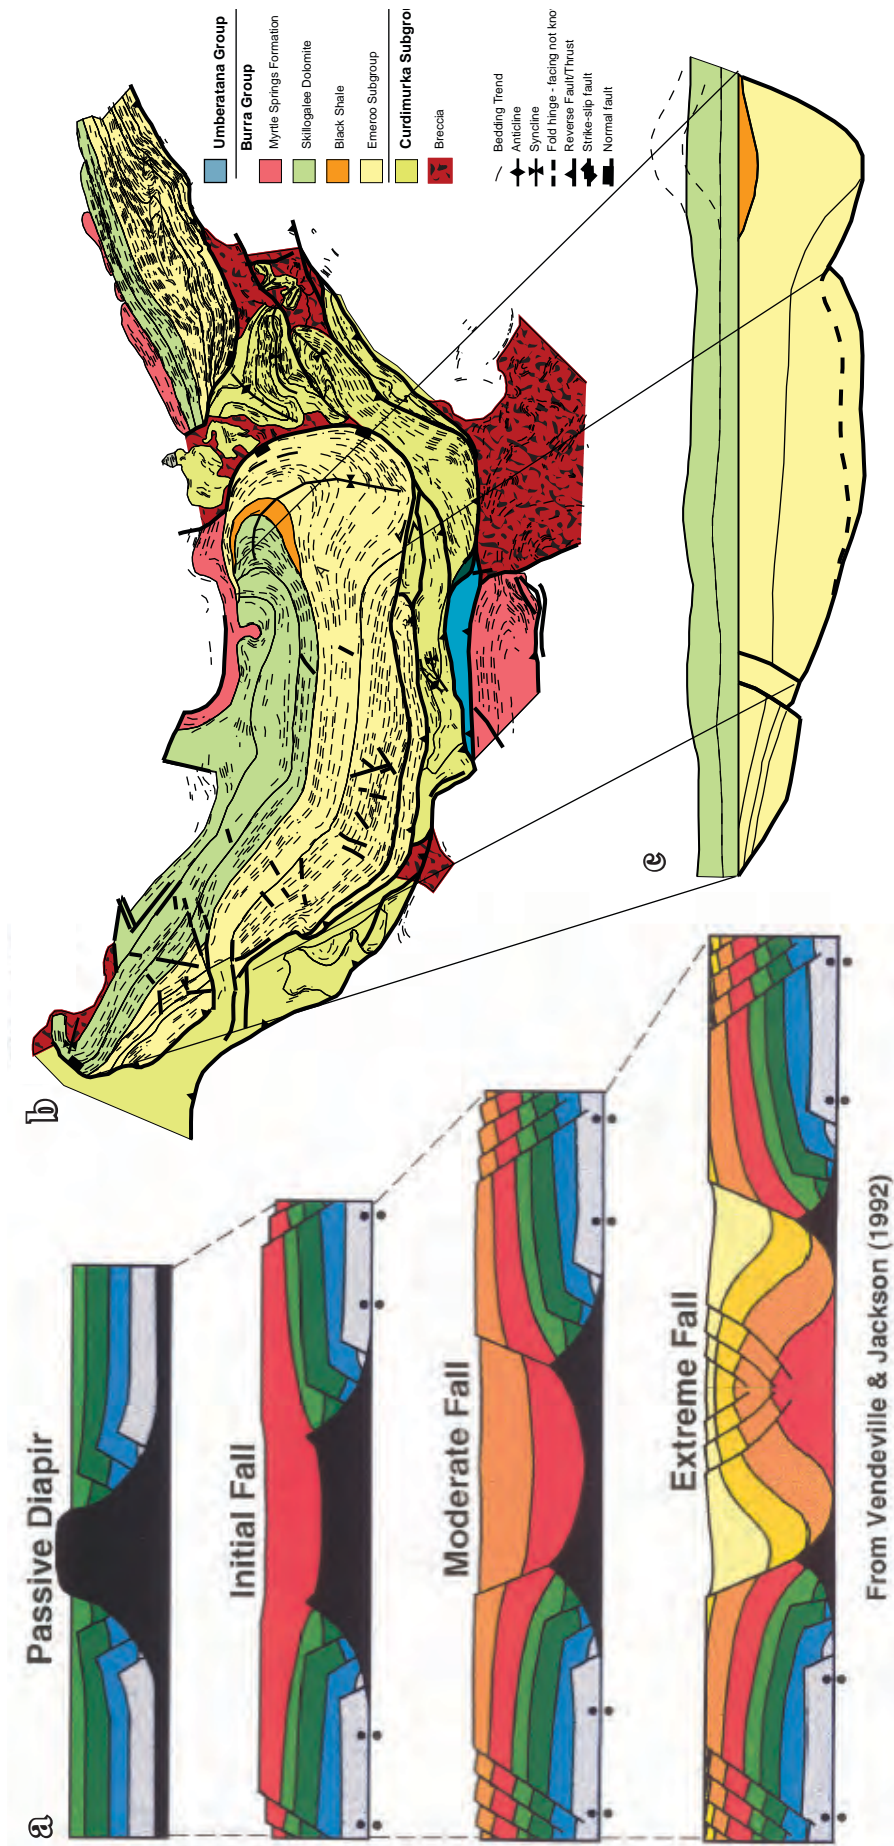 a
Passive Diapir
Initial Fall
Moderate Fall
Extreme Fall
From Vendeville & Jackson (1992)
b
Umberatana Group
Burra Group
Myrtle Springs Formation
Skillogalee Dolomite
Black Shale
Emeroo Subgroup
Curdimurka Subgro
Breccia
Bedding Trend
Anticline
Syncline
Fold hinge - facing not kno
Reverse Fault/Thrust
Strike-slip fault
Normal fault
c